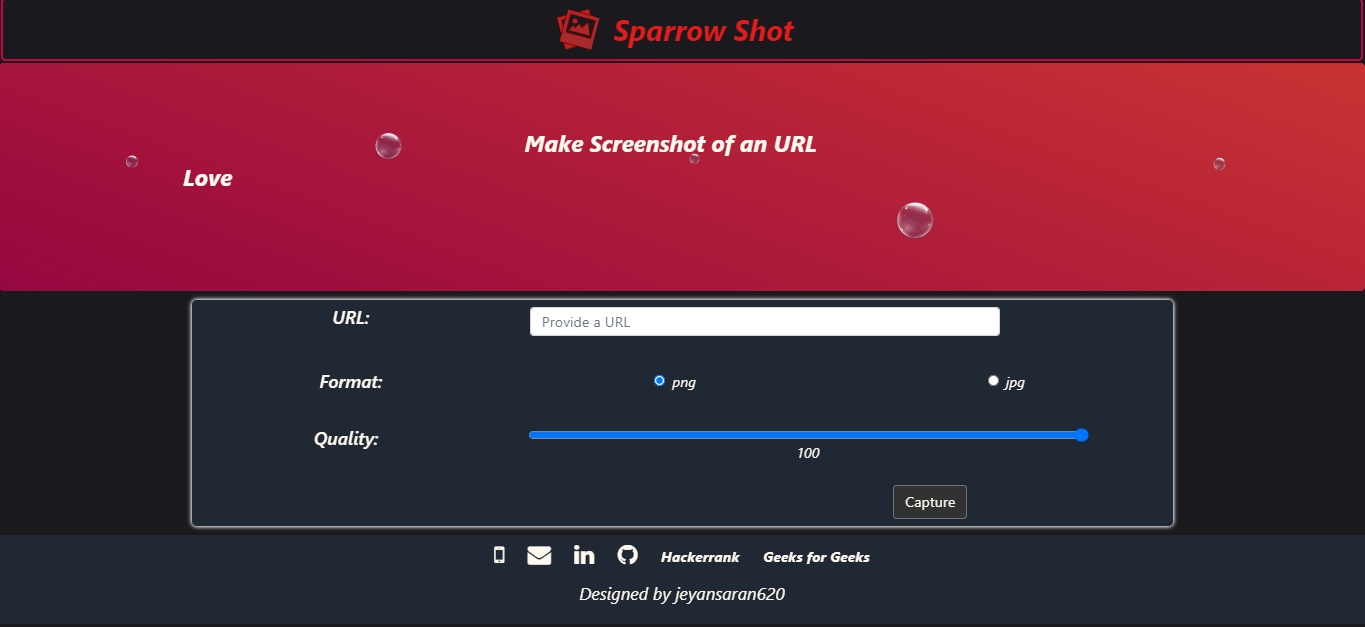 Sparrow Shot
Make Screenshot of an URL
Love
URL:
Provide a URL
Format:
png
jpg
Quality:
100
Capture
Hackerrank
Geeks for Geeks
Designed by jeyansaran620